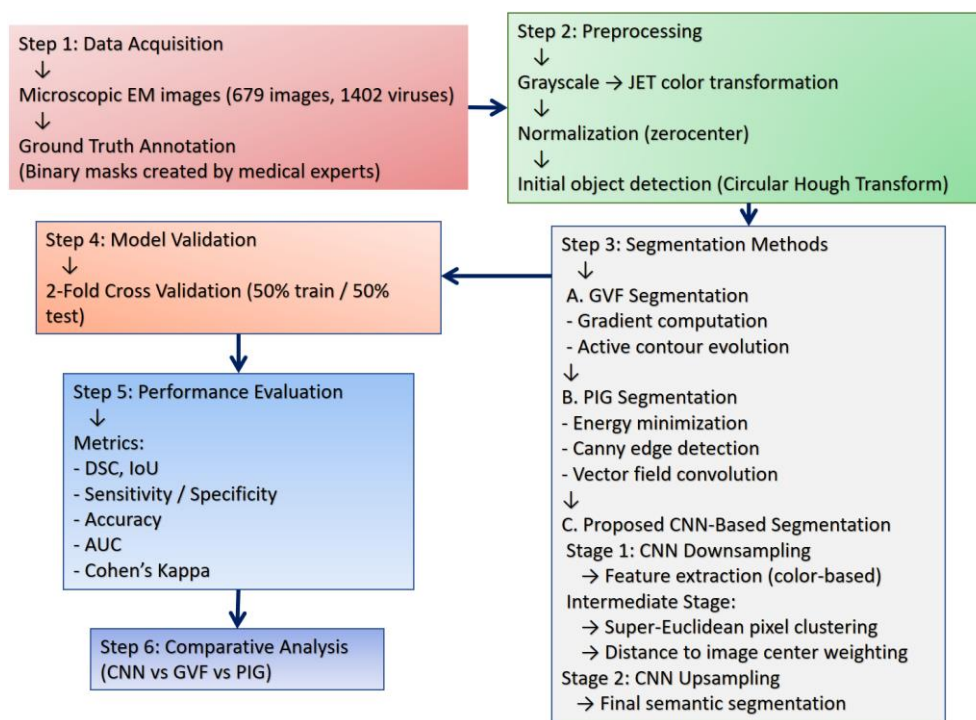 Step 1: Data Acquisition
↓
Microscopic EM images (679 images, 1402 viruses)
↓
Ground Truth Annotation
(Binary masks created by medical experts)
Step 2: Preprocessing
↓
Grayscale → JET color transformation
↓
Normalization (zerocenter)
↓
Initial object detection (Circular Hough Transform)
Step 3: Segmentation Methods
↓
A. GVF Segmentation
- Gradient computation
- Active contour evolution
↓
B. PIG Segmentation
- Energy minimization
- Canny edge detection
- Vector field convolution
↓
C. Proposed CNN-Based Segmentation
Stage 1: CNN Downsampling
→ Feature extraction (color-based)
Intermediate Stage:
→ Super-Euclidean pixel clustering
→ Distance to image center weighting
Stage 2: CNN Upsampling
→ Final semantic segmentation
Step 4: Model Validation
↓
2-Fold Cross Validation (50% train / 50%
test)
Step 5: Performance Evaluation
↓
Metrics:
- DSC, IoU
- Sensitivity / Specificity
- Accuracy
- AUC
- Cohen’s Kappa
Step 6: Comparative Analysis
(CNN vs GVF vs PIG)